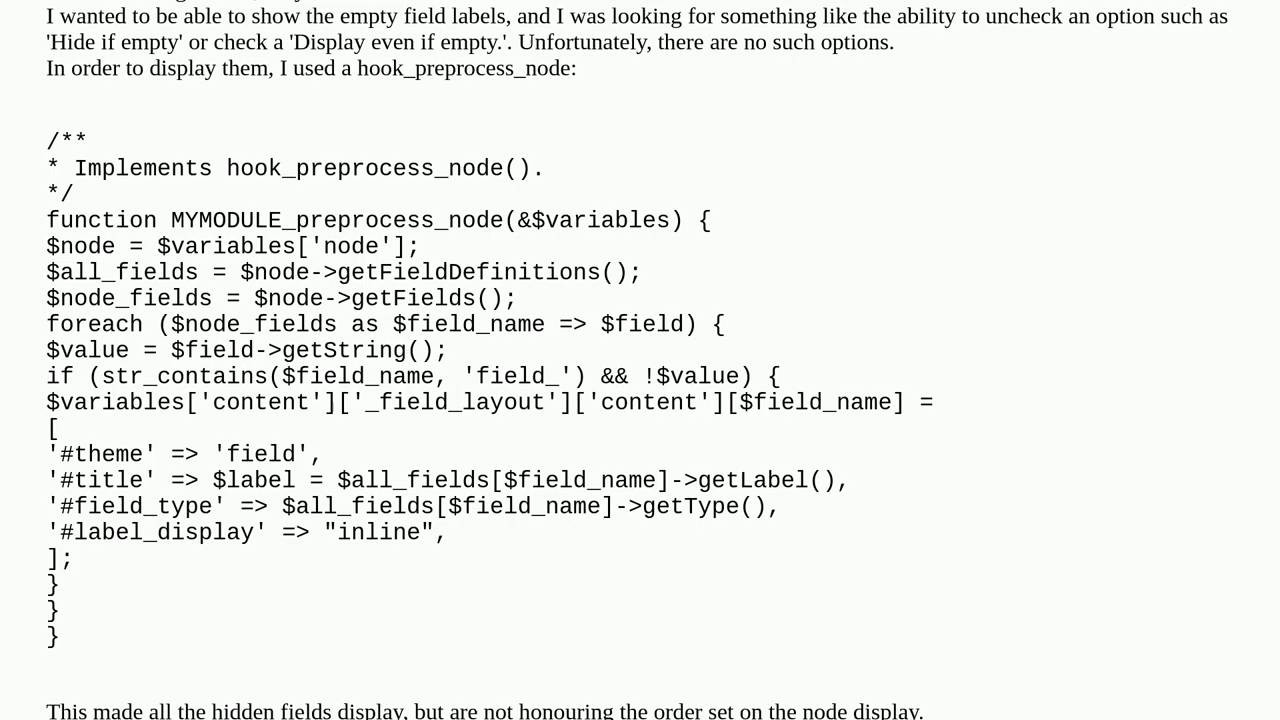 I wanted to be able to show the empty field labels, and I was looking for something like the ability to uncheck an option such as
'Hide if empty' or check a 'Display even if empty.'. Unfortunately, there are no such options.
In order to display them, I used a hook_preprocess_node:
/**
* Implements hook_preprocess_node().
*/
function MYMODULE_preprocess_node(&$variables) {
$node = $variables['node'];
$all_fields = $node->getFieldDefinitions();
$node_fields = $node->getFields();
foreach ($node_fields as $field_name => $field) {
$value = $field->getString();
if (str_contains($field_name, 'field_') && !$value) {
$variables['content']['_field_layout']['content'][$field_name] =
[
'#theme' => 'field',
'#title' => $label = $all_fields[$field_name]->getLabel(),
'#field_type' => $all_fields[$field_name]->getType(),
'#label_display' => "inline",
];
}
}
}
This made all the hidden fields display, but are not honouring the order set on the node display.